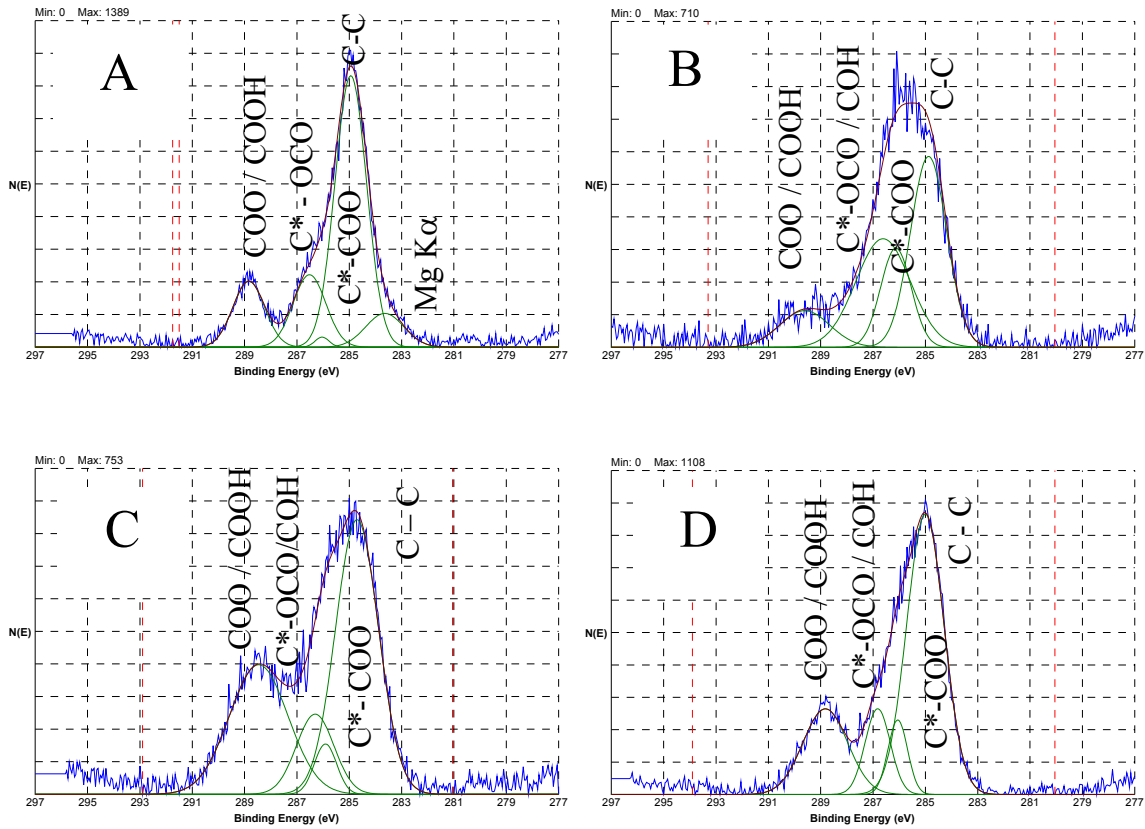 Min: 0 Max: 1389
A
COO / COOH
C* - OCO
C*-COO
C-C
Mg Kα
N(E)
297 295 293 291 289 287 285 283 281 279 277
Binding Energy (eV)
Min: 0 Max: 710
B
COO / COOH
C*-OCO / COH
C*-COO
C-C
N(E)
297 295 293 291 289 287 285 283 281 279 277
Binding Energy (eV)
Min: 0 Max: 753
C
COO / COOH
C*-OCO/COH
C*- COO
C – C
N(E)
297 295 293 291 289 287 285 283 281 279 277
Binding Energy (eV)
Min: 0 Max: 1108
D
COO / COOH
C*-OCO / COH
C*-COO
C - C
N(E)
297 295 293 291 289 287 285 283 281 279 277
Binding Energy (eV)